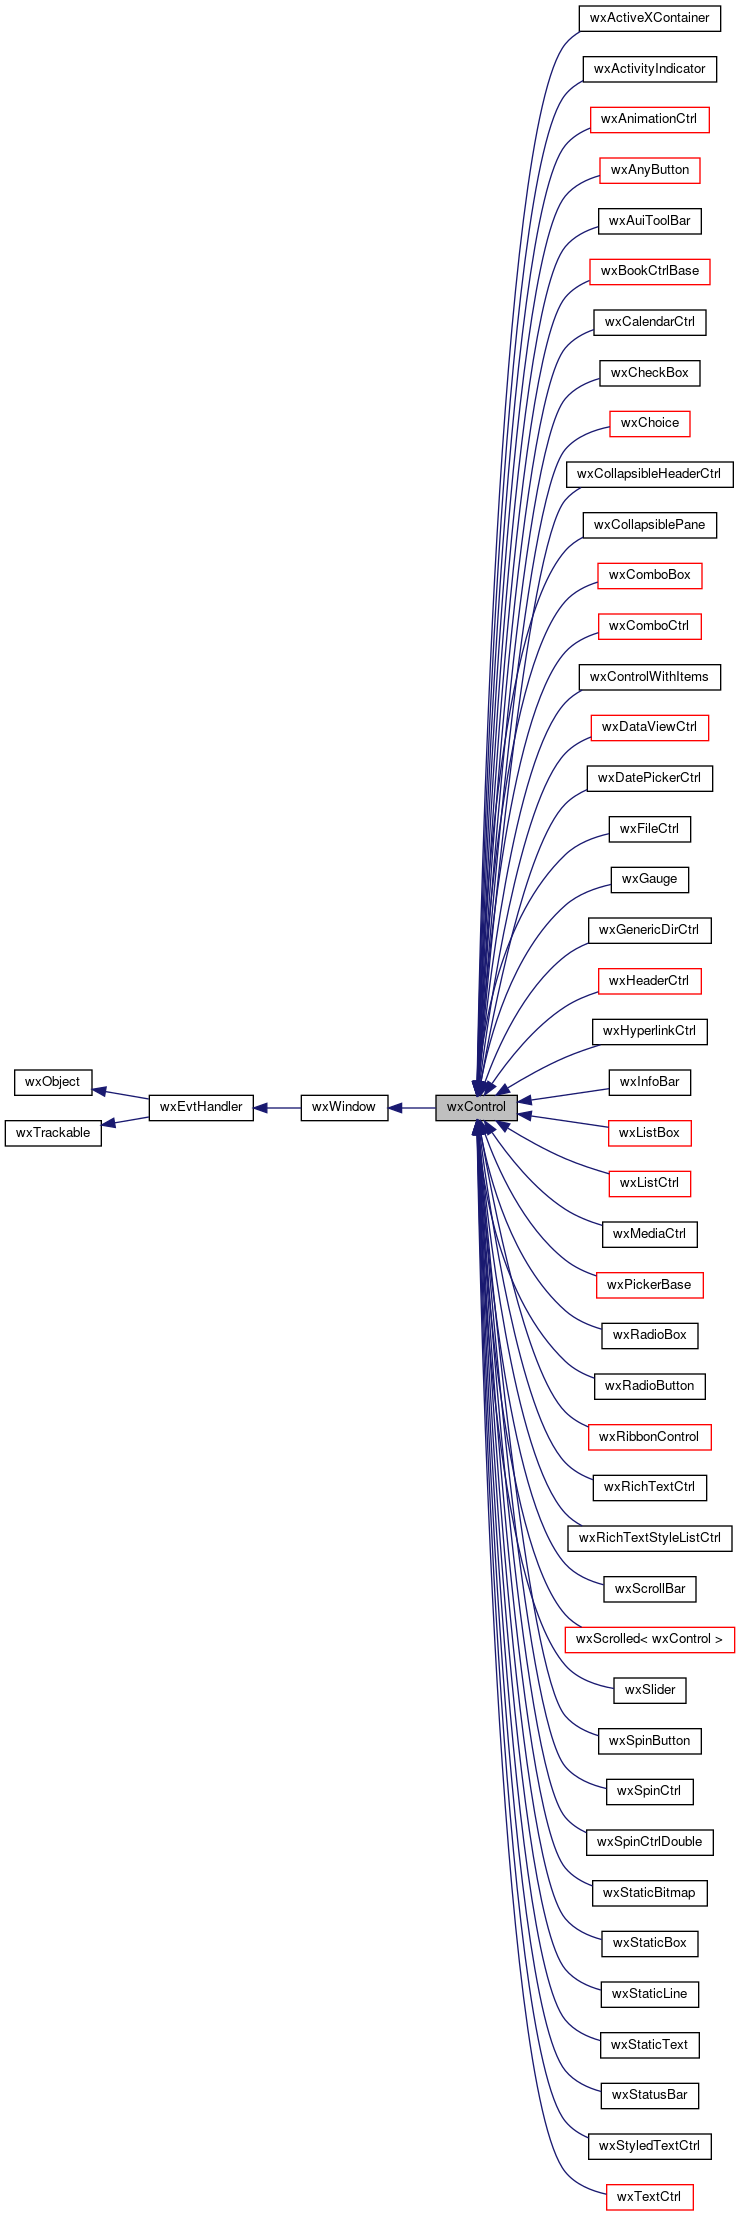 wxActiveXContainer
wxActivityIndicator
wxAnimationCtrl
wxAnyButton
wxAuiToolBar
wxBookCtrlBase
wxCalendarCtrl
wxCheckBox
wxChoice
wxCollapsibleHeaderCtrl
wxCollapsiblePane
wxComboBox
wxComboCtrl
wxControlWithItems
wxDataViewCtrl
wxDatePickerCtrl
wxFileCtrl
wxGauge
wxGenericDirCtrl
wxHeaderCtrl
wxHyperlinkCtrl
wxObject
wxInfoBar
wxEvtHandler
wxWindow
wxControl
wxTrackable
wxListBox
wxListCtrl
wxMediaCtrl
wxPickerBase
wxRadioBox
wxRadioButton
wxRibbonControl
wxRichTextCtrl
wxRichTextStyleListCtrl
wxScrollBar
wxScrolled< wxControl >
wxSlider
wxSpinButton
wxSpinCtrl
wxSpinCtrlDouble
wxStaticBitmap
wxStaticBox
wxStaticLine
wxStaticText
wxStatusBar
wxStyledTextCtrl
wxTextCtrl